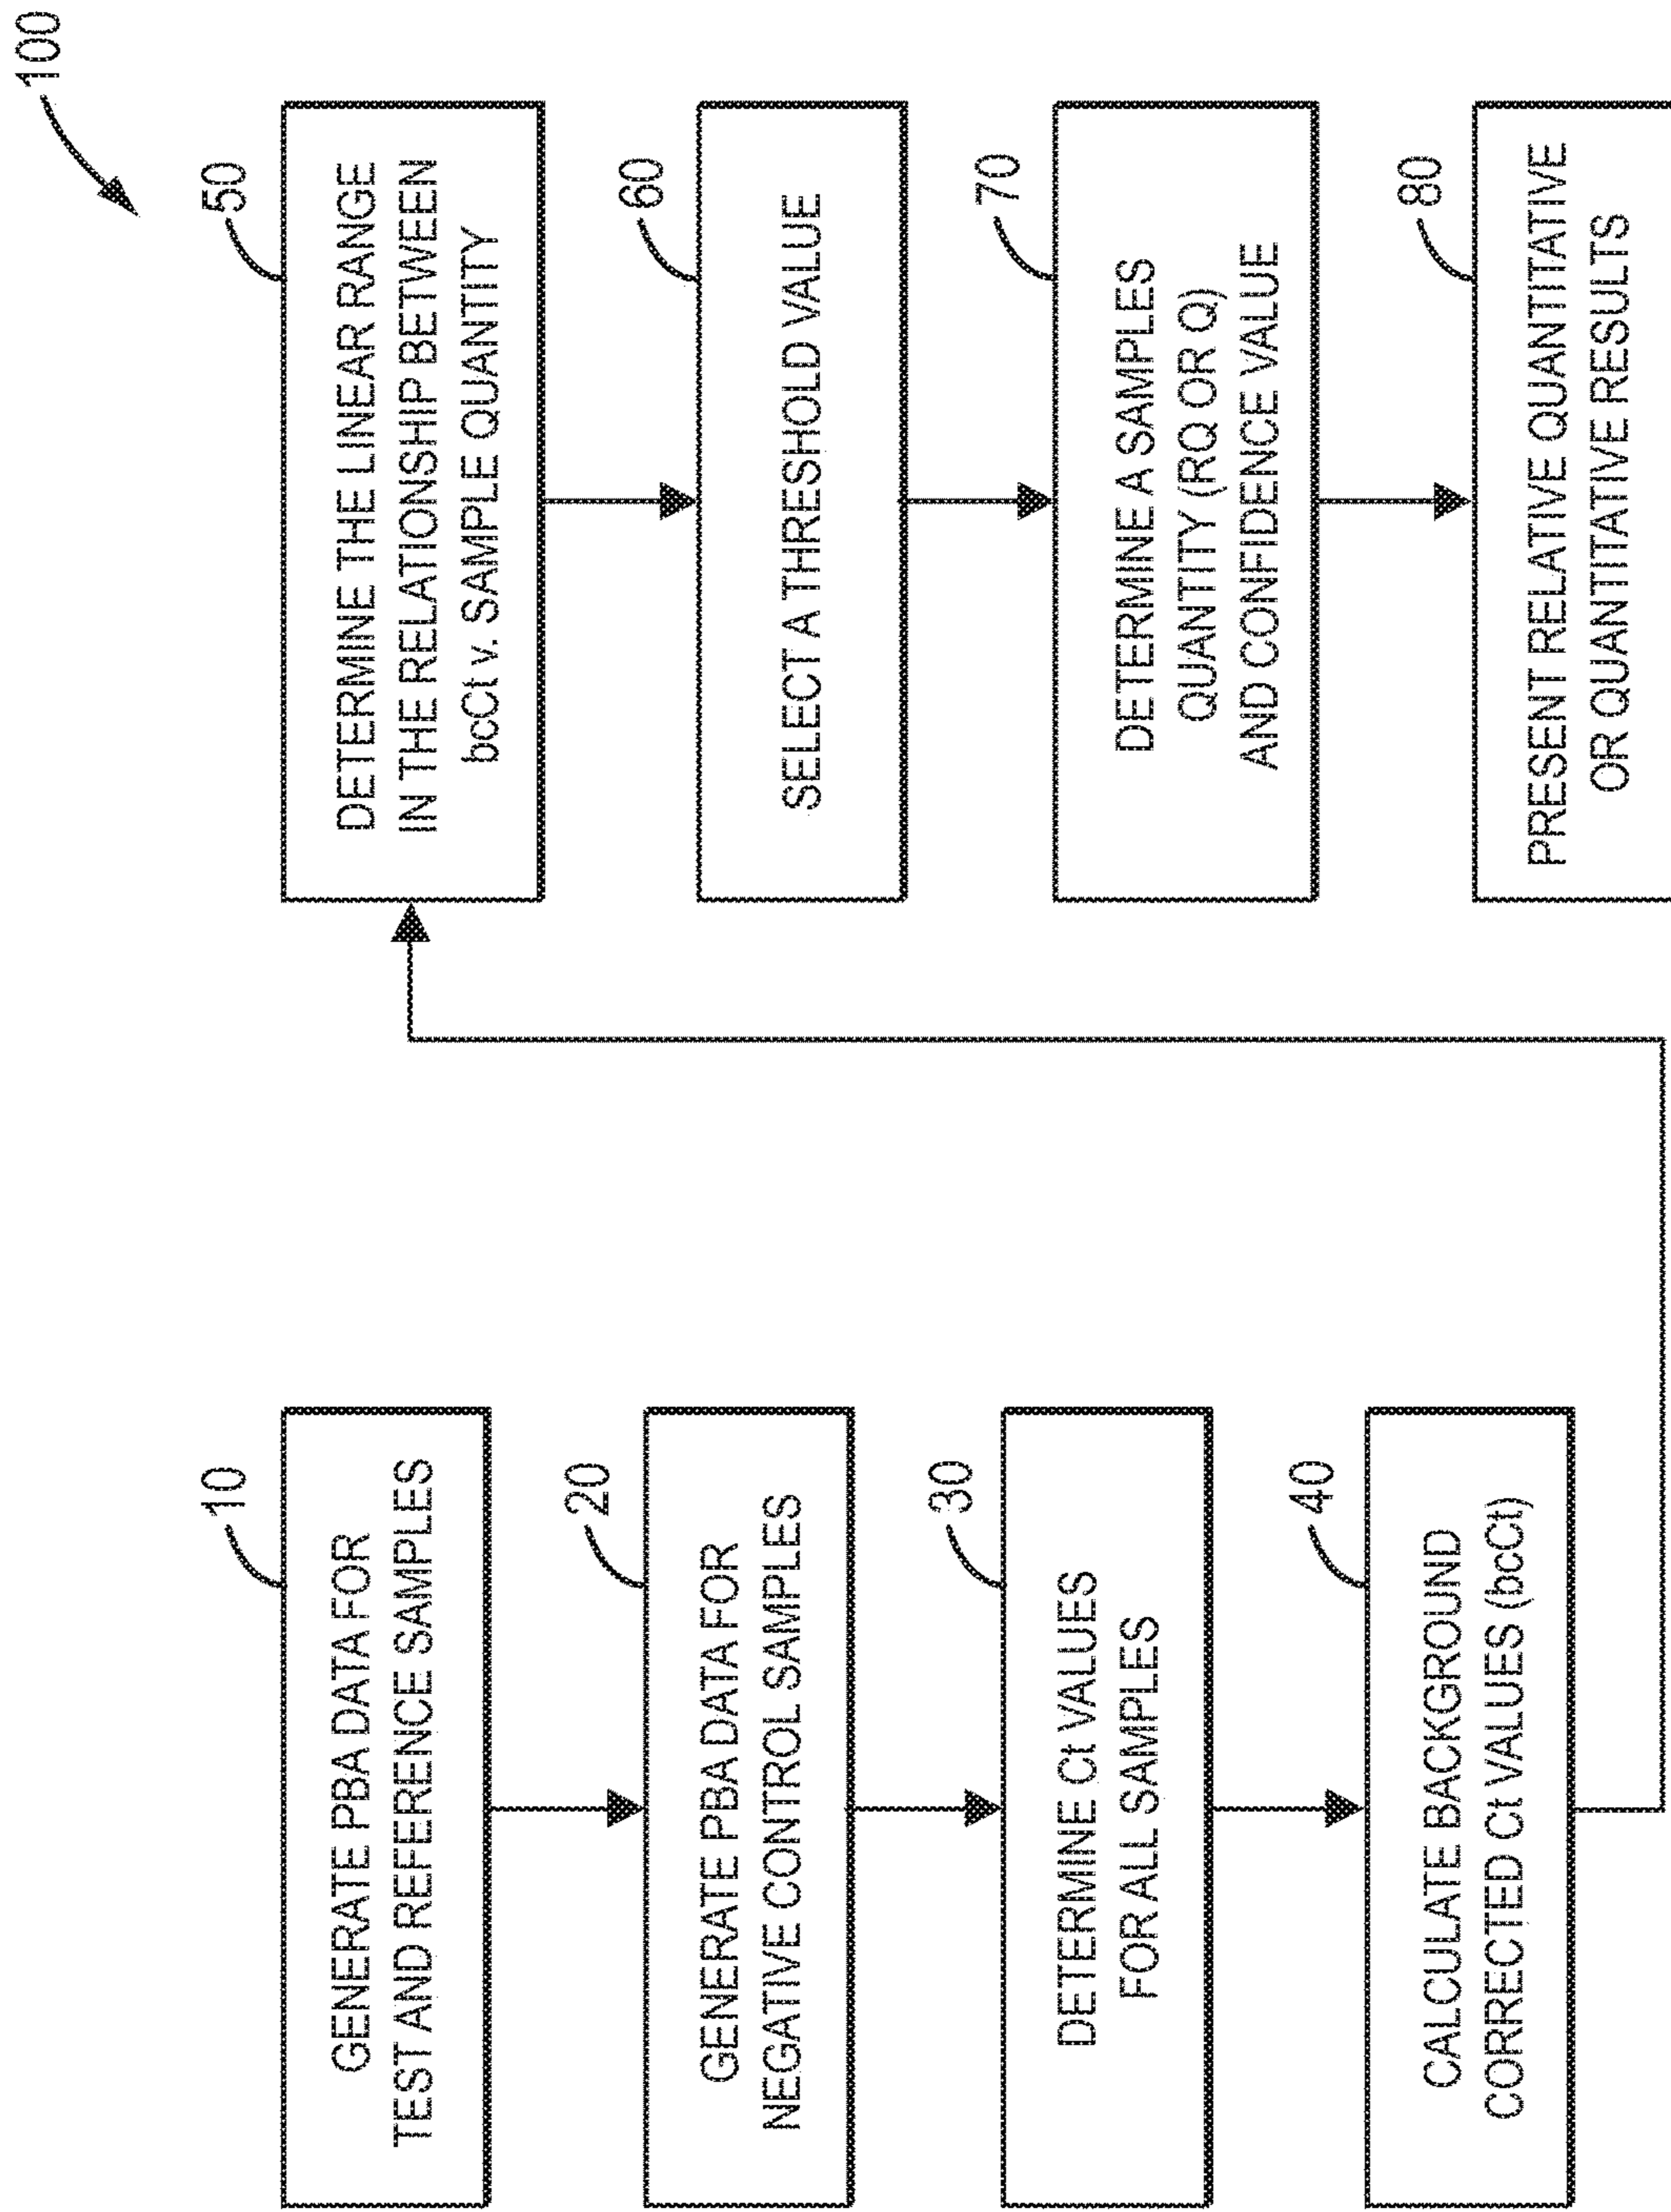 100
10
GENERATE PBA DATA FOR
TEST AND REFERENCE SAMPLES
20
GENERATE PBA DATA FOR
NEGATIVE CONTROL SAMPLES
30
DETERMINE Ct VALUES
FOR ALL SAMPLES
40
CALCULATE BACKGROUND
CORRECTED Ct VALUES (bcCt)
50
DETERMINE THE LINEAR RANGE
IN THE RELATIONSHIP BETWEEN
bcCt v. SAMPLE QUANTITY
60
SELECT A THRESHOLD VALUE
70
DETERMINE A SAMPLES
QUANTITY (RQ OR Q)
AND CONFIDENCE VALUE
80
PRESENT RELATIVE QUANTITATIVE
OR QUANTITATIVE RESULTS